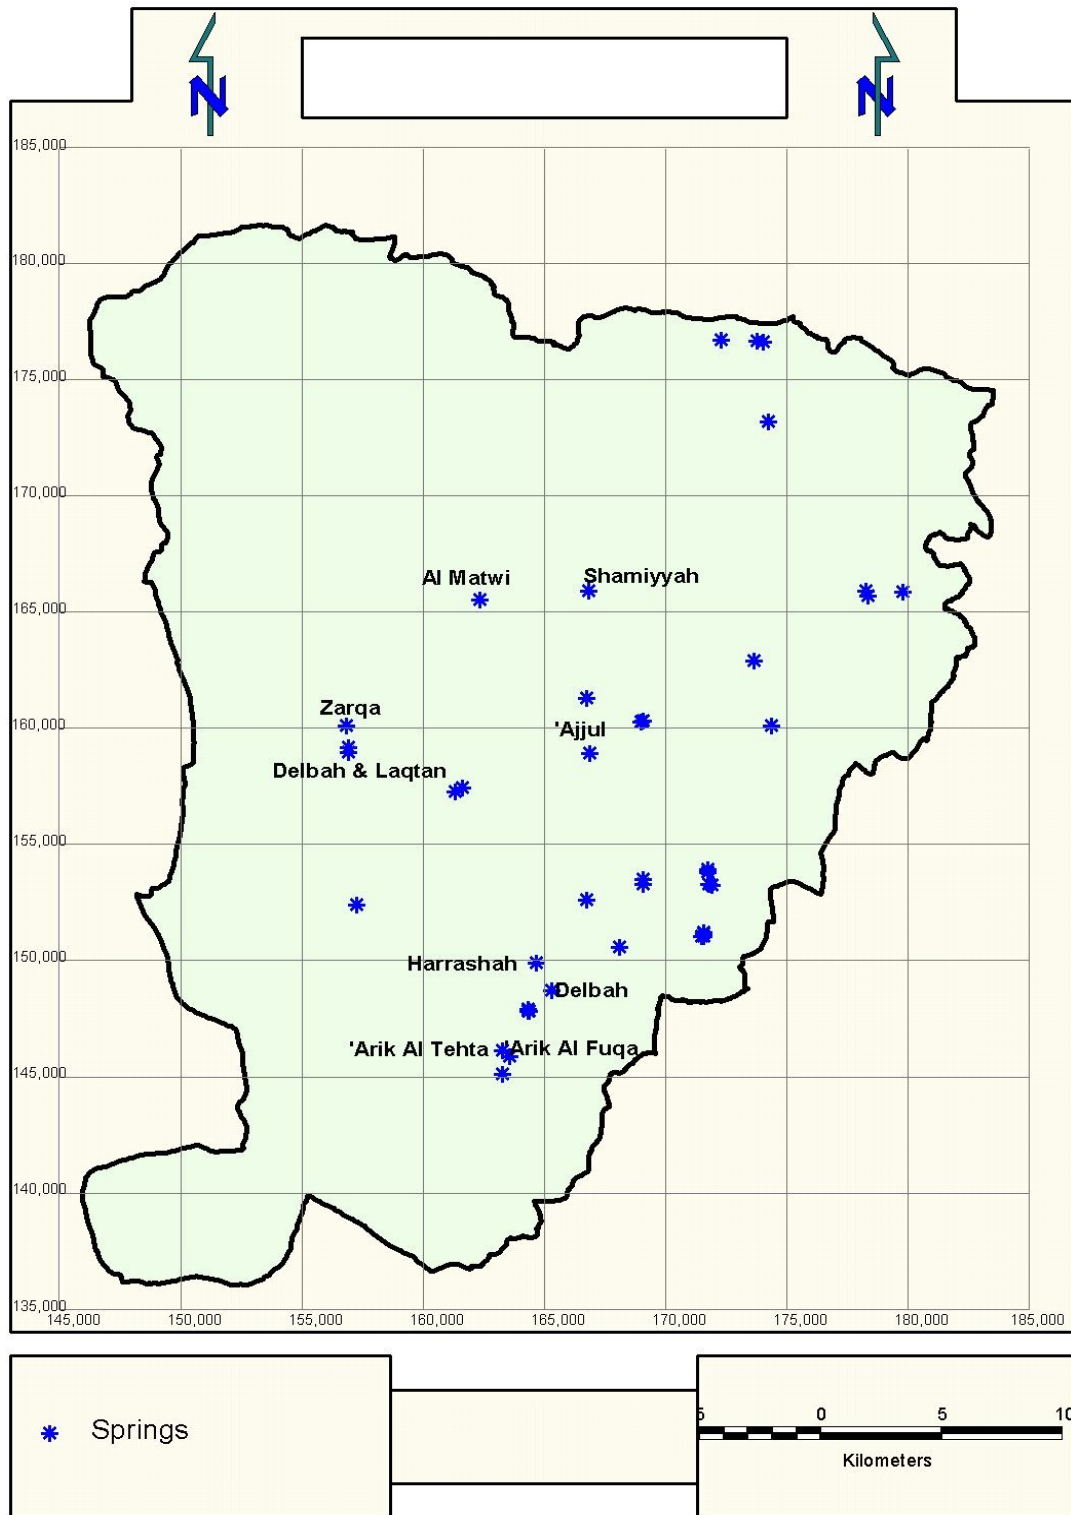 N N
185,000
180,000
175,000
170,000
Al Matwi Shamiyyah
165,000
Zarqa
160,000
'Ajjul
Delbah & Laqtan
155,000
150,000
Harrashah
Delbah
'Arik Al Tehta 'Arik Al Fuqa
145,000
140,000
135,000
145,000 150,000 155,000 160,000 165,000 170,000 175,000 180,000 185,000
5 0 5 10
Springs
Kilometers